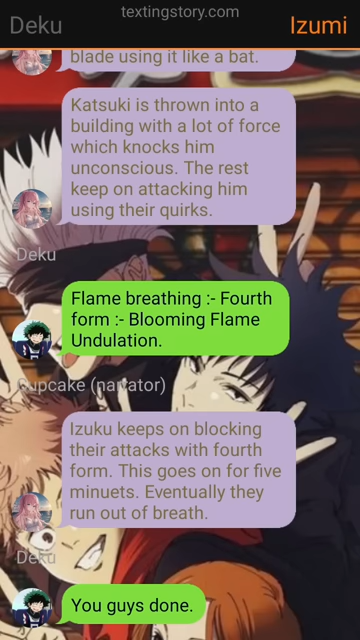 textingstory.com
Deku
Izumi
blade using it like a bat.
Katsuki is thrown into a
building with a lot of force
which knocks him
unconscious. The rest
keep on attacking him
using their quirks.
Deku
Flame breathing :- Fourth
form :- Blooming Flame
Undulation.
Cupcake (narrator)
Izuku keeps on blocking
their attacks with fourth
form. This goes on for five
minuets. Eventually they
run out of breath.
Deku
You guys done.